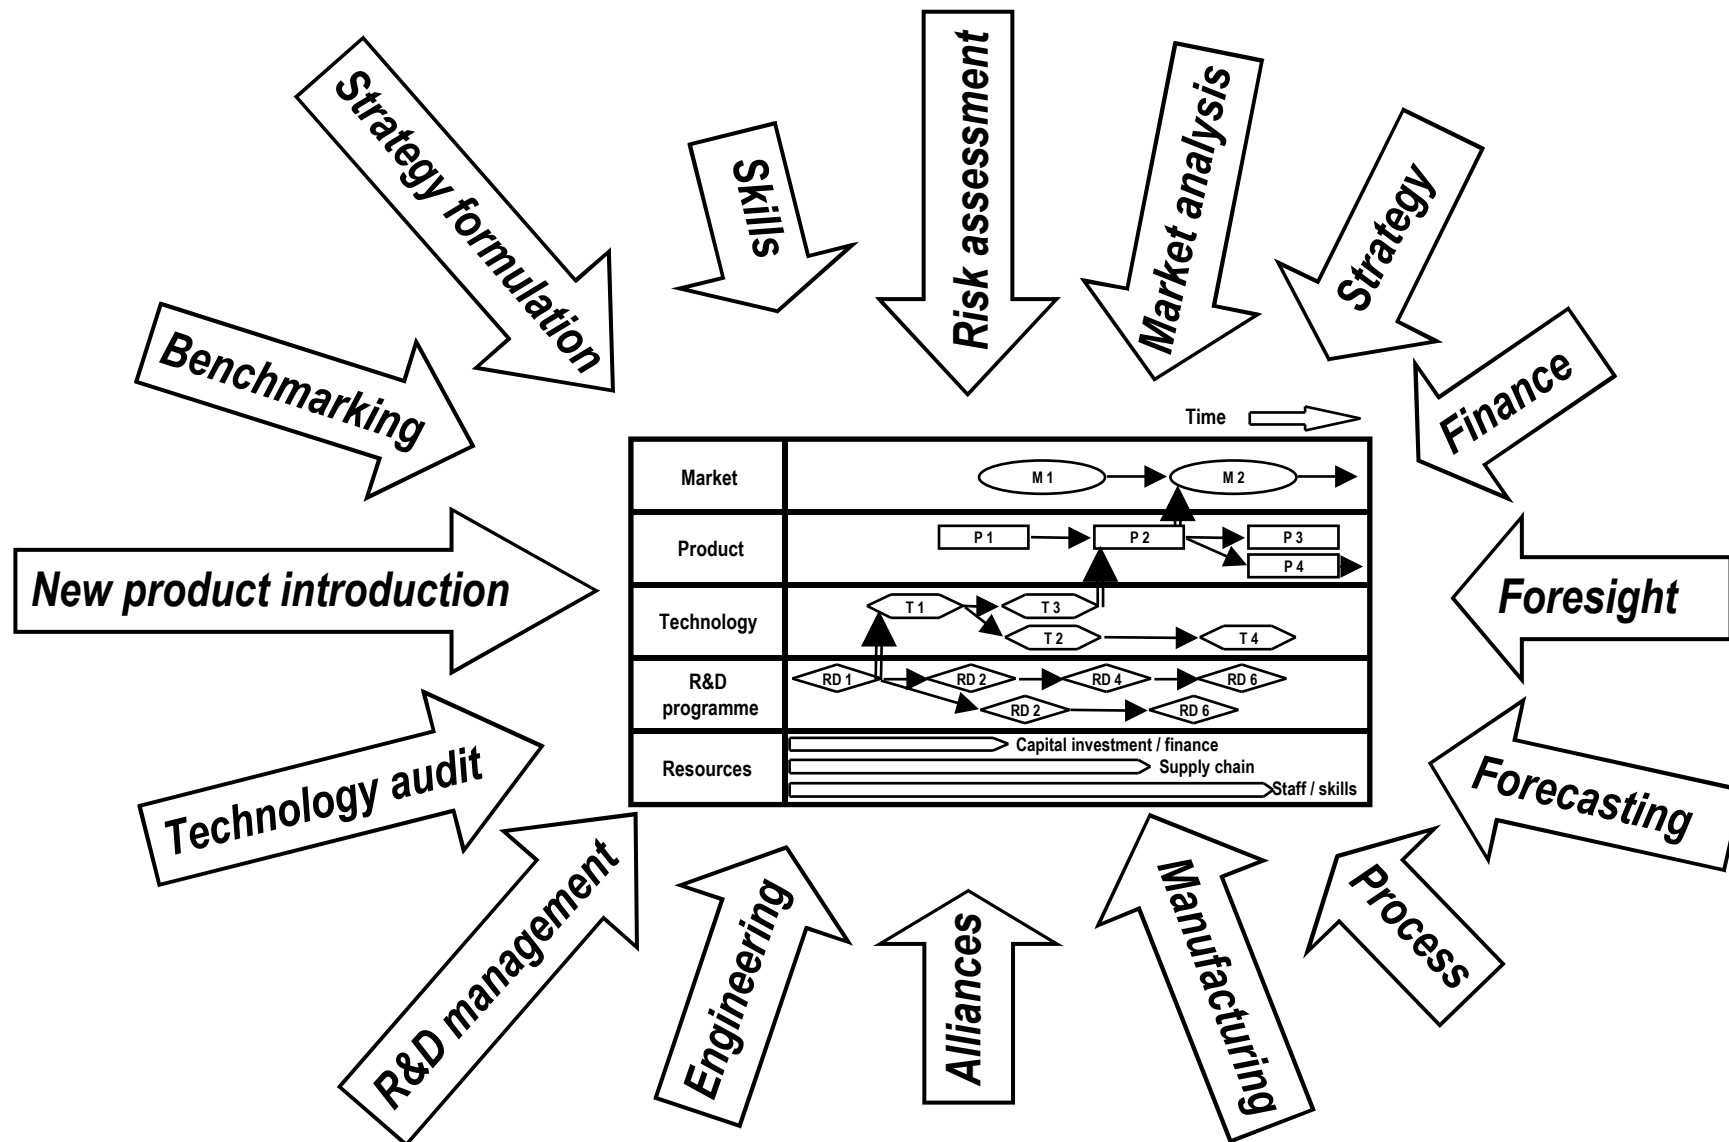 Strategy formulation
Skills
Risk assessment
Market analysis
Strategy
Finance
Benchmarking
New product introduction
Foresight
Technology audit
Forecasting
R&D management
Engineering
Alliances
Manufacturing
Process
Time
Market
M 1
M 2
Product
P 1
P 2
P 3
P 4
Technology
T 1
T 3
T 2
T 4
R&D
programme
RD 1
RD 2
RD 4
RD 6
RD 2
RD 6
Resources
Capital investment / finance
Supply chain
Staff / skills